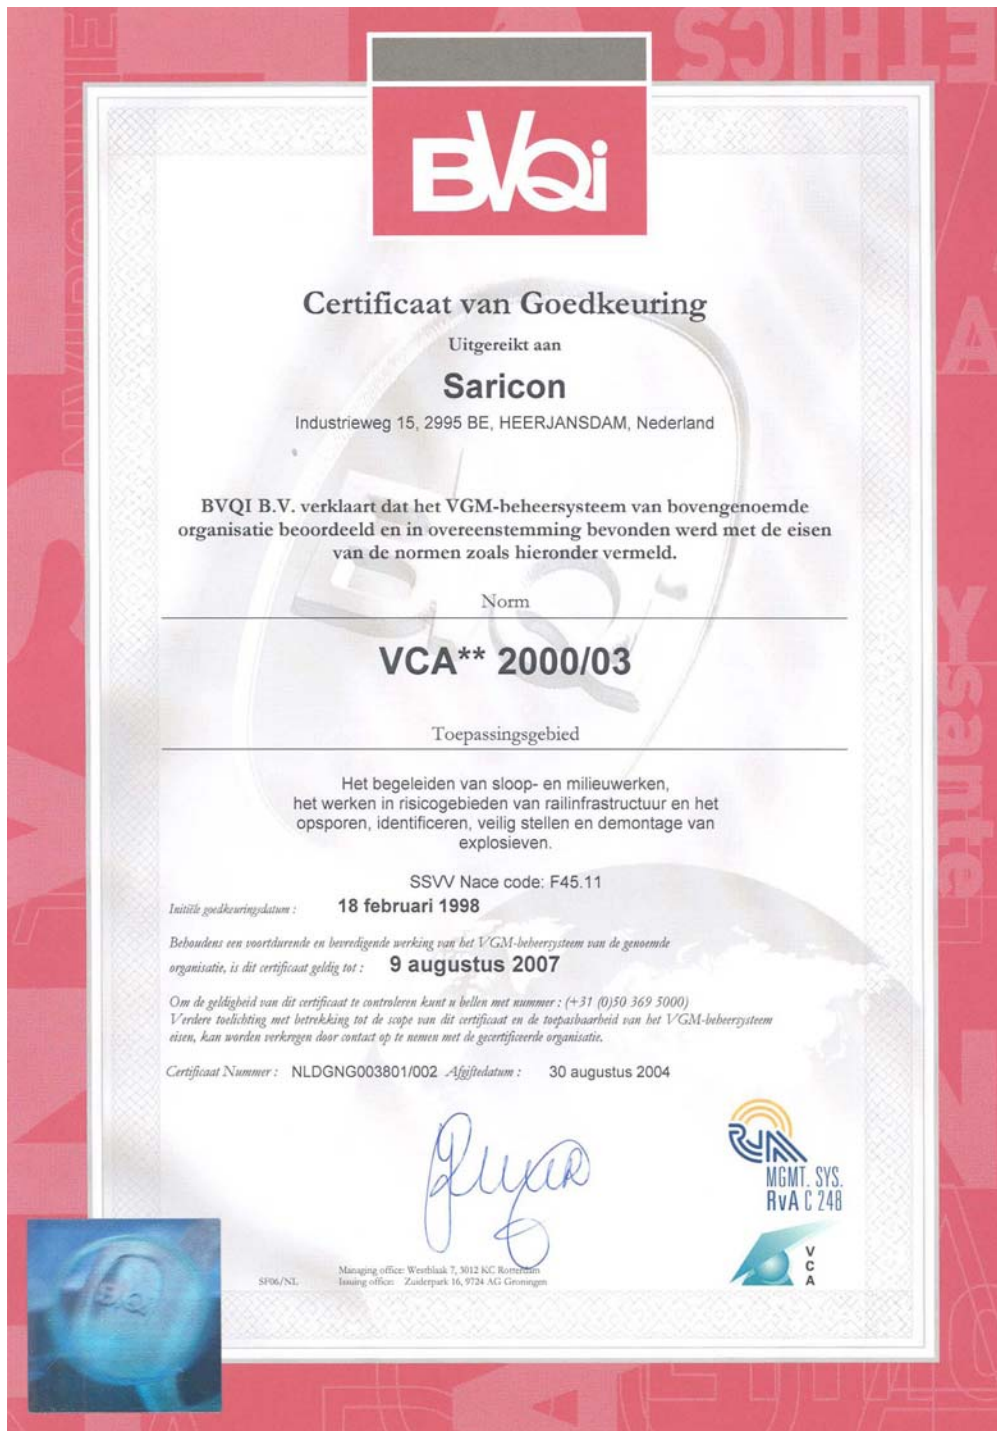 BVQi
Certificaat van Goedkeuring
Uitgereikt aan
Saricon
Industrieweg 15, 2995 BE, HEERJANSDAM, Nederland
BVQI B.V. verklaart dat het VGM-beheersysteem van bovengenoemde
organisatie beoordeeld en in overeenstemming bevonden werd met de eisen
van de normen zoals hieronder vermeld.
Norm
VCA** 2000/03
Toepassingsgebied
Het begeleiden van sloop- en milieuwerken,
het werken in risicogebieden van railinfrastructuur en het
opsporen, identificeren, veilig stellen en demontage van
explosieven.
SSVV Nace code: F45.11
Initiële goedkeuringsdatum : 18 februari 1998
Behoudens een voortdurende en bevredigende werking van het VGM-beheersysteem van de genoemde
organisatie, is dit certificaat geldig tot : 9 augustus 2007
Om de geldigheid van dit certificaat te controleren kunt u bellen met nummer : (+31 (0)50 369 5000)
Verdere toelichting met betrekking tot de scope van dit certificaat en de toepasbaarheid van het VGM-beheersysteem
eisen, kan worden verkregen door contact op te nemen met de gecertificeerde organisatie.
Certificaat Nummer : NLDGNG003801/002 Afgiftedatum : 30 augustus 2004
RvA
MGMT. SYS.
RvA C 248
VCA
SF06/NL
Managing office: Westblaak 7, 3012 KC Rotterdam
Issuing office: Zuiderpark 16, 9724 AG Groningen
BVQi
ETHICS